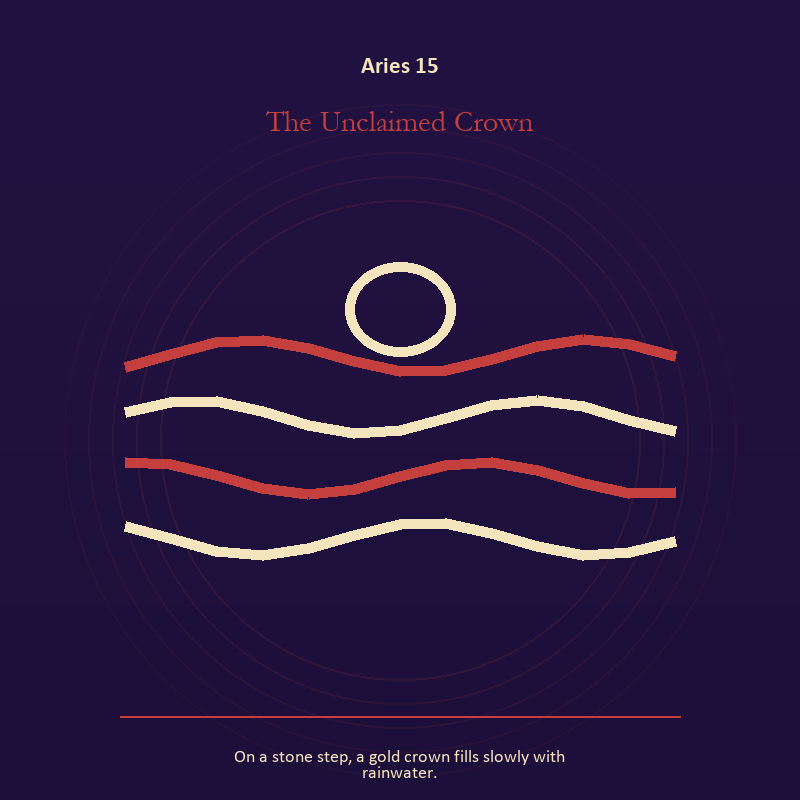 Aries 15
The Unclaimed Crown
On a stone step, a gold crown fills slowly with
rainwater.